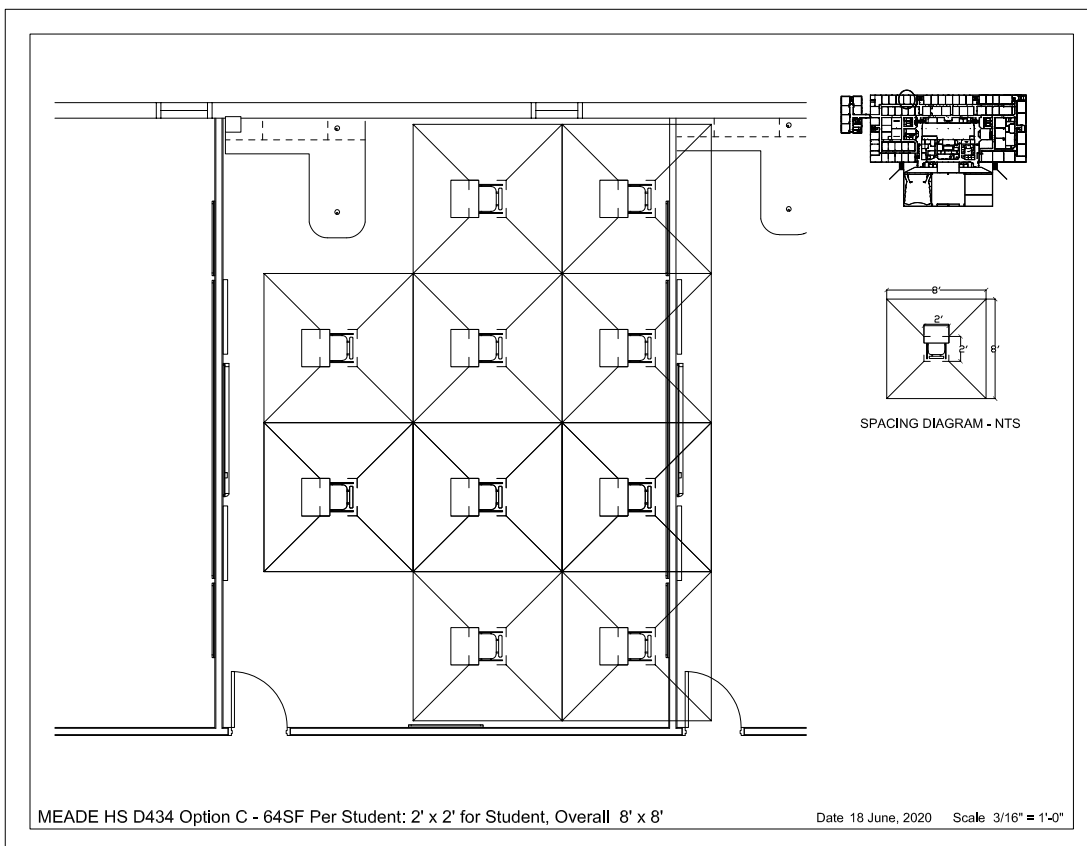 8'
2'
2'
8'
SPACING DIAGRAM - NTS
MEADE HS D434 Option C - 64SF Per Student: 2' x 2' for Student, Overall 8' x 8'
Date 18 June, 2020 Scale 3/16" = 1'-0"